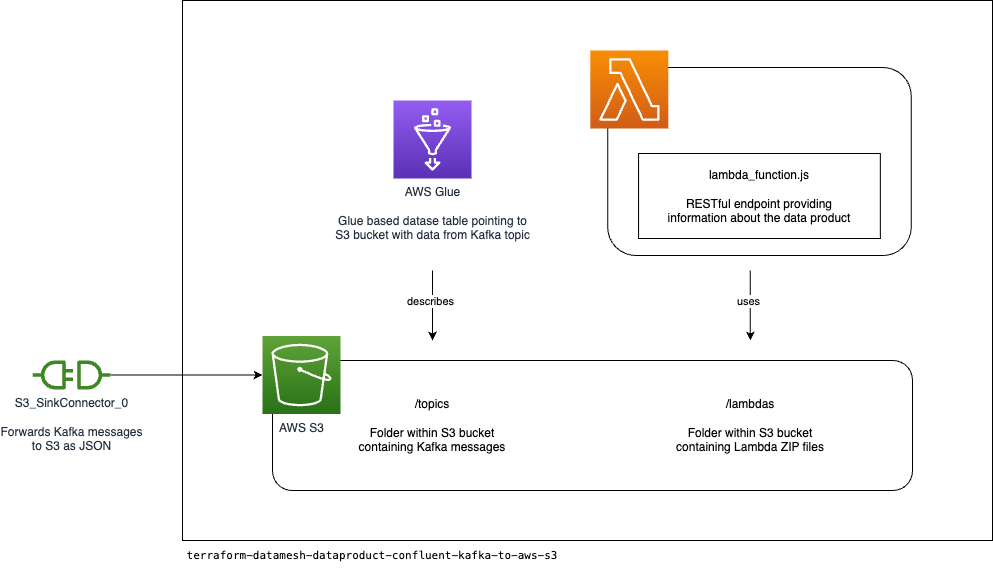 lambda_function.js
RESTful endpoint providing
information about the data product
AWS Glue
Glue based datase table pointing to
S3 bucket with data from Kafka topic
describes
uses
S3_SinkConnector_0
Forwards Kafka messages
to S3 as JSON
AWS S3
/topics
Folder within S3 bucket
containing Kafka messages
/lambdas
Folder within S3 bucket
containing Lambda ZIP files
terraform-datamesh-dataproduct-confluent-kafka-to-aws-s3